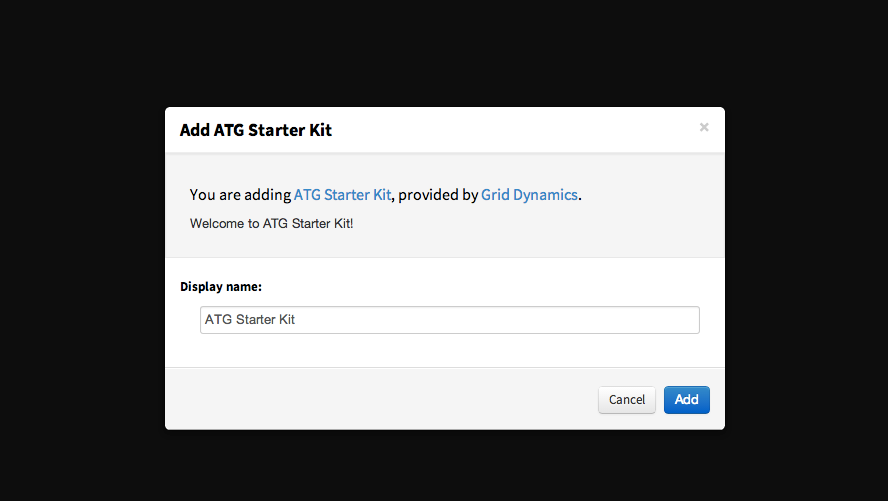 Add ATG Starter Kit ×
You are adding ATG Starter Kit, provided by Grid Dynamics.
Welcome to ATG Starter Kit!
Display name:
ATG Starter Kit
Cancel Add